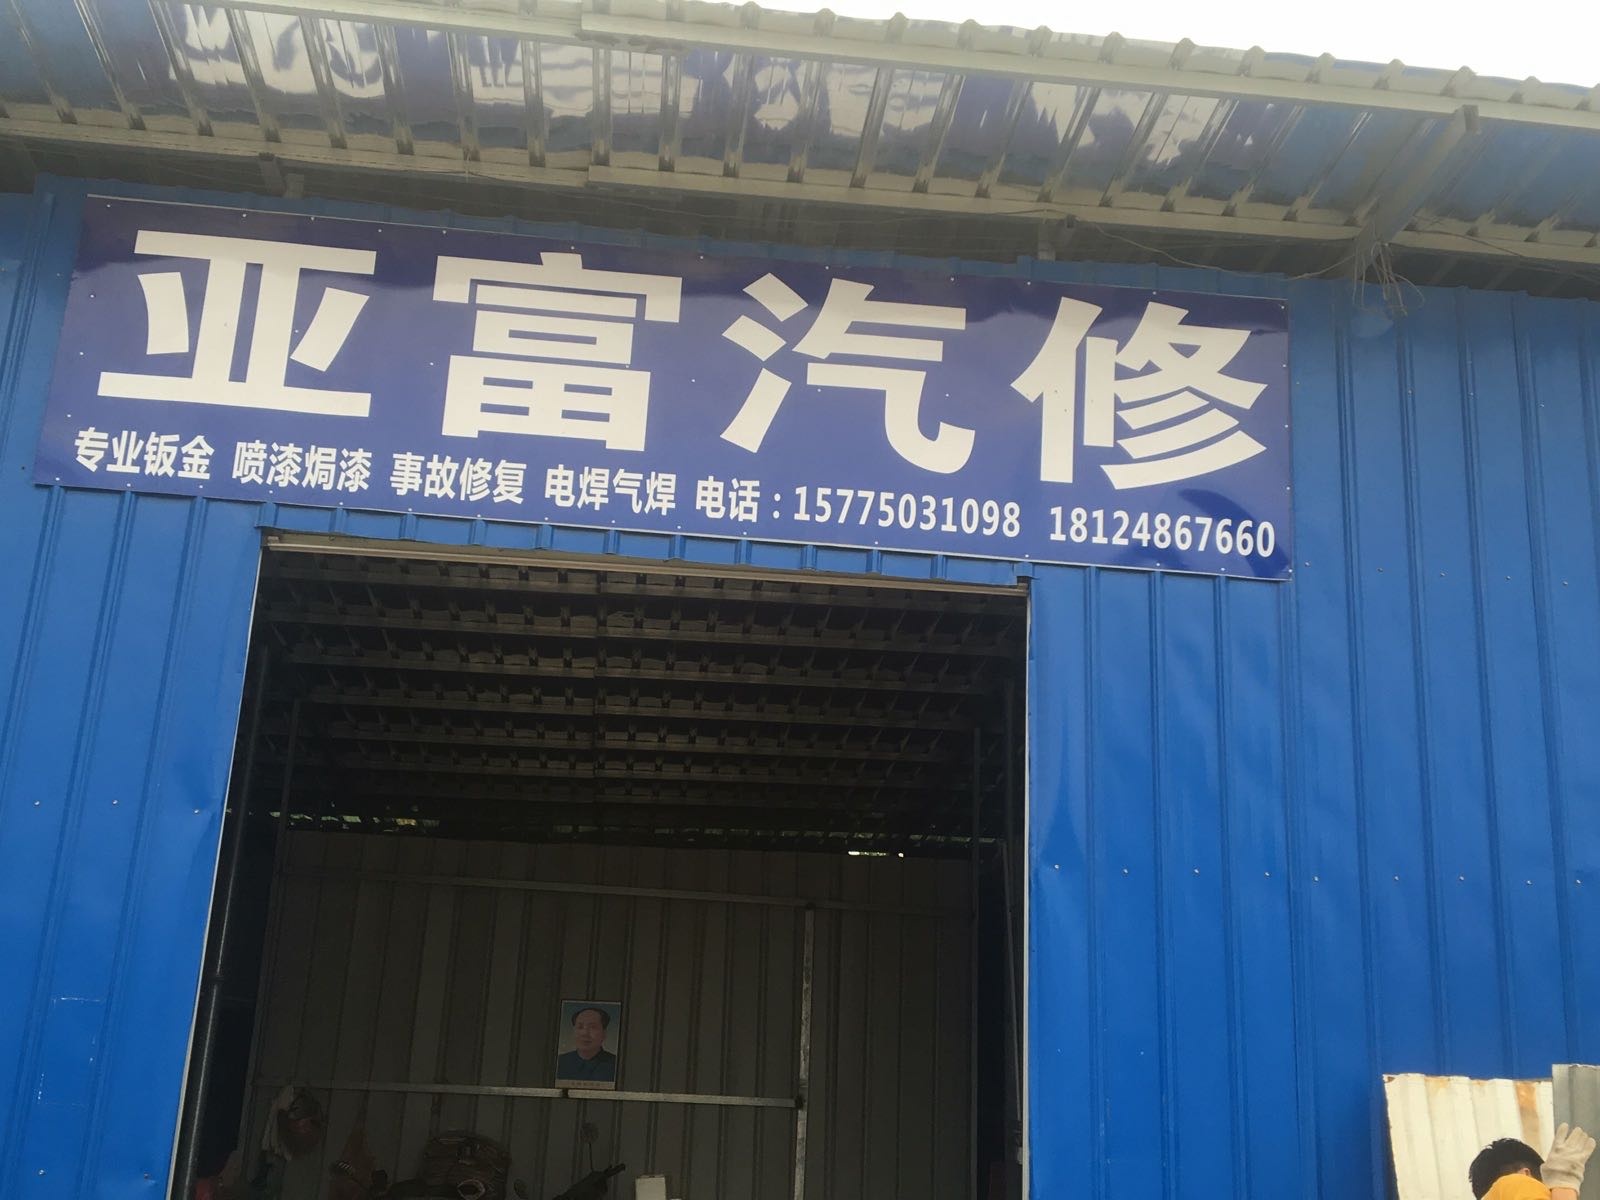 亚富汽修
专业钣金 喷漆焗漆 事故修复 电焊气焊 电话：15775031098 18124867660